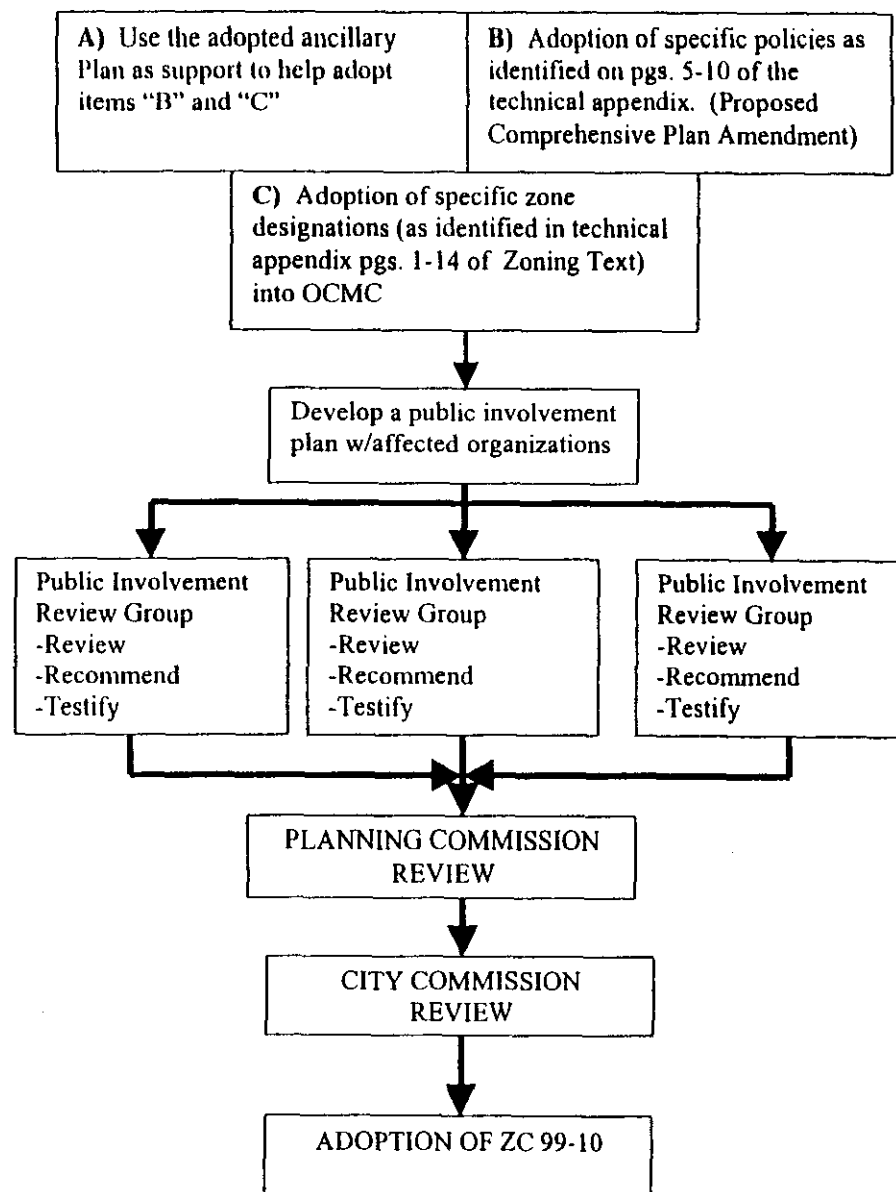 A) Use the adopted ancillary
Plan as support to help adopt
items “B” and “C”
B) Adoption of specific policies as
identified on pgs. 5-10 of the
technical appendix. (Proposed
Comprehensive Plan Amendment)
C) Adoption of specific zone
designations (as identified in technical
appendix pgs. 1-14 of Zoning Text)
into OCMC
Develop a public involvement
plan w/affected organizations
Public Involvement
Review Group
-Review
-Recommend
-Testify
Public Involvement
Review Group
-Review
-Recommend
-Testify
Public Involvement
Review Group
-Review
-Recommend
-Testify
PLANNING COMMISSION
REVIEW
CITY COMMISSION
REVIEW
ADOPTION OF ZC 99-10